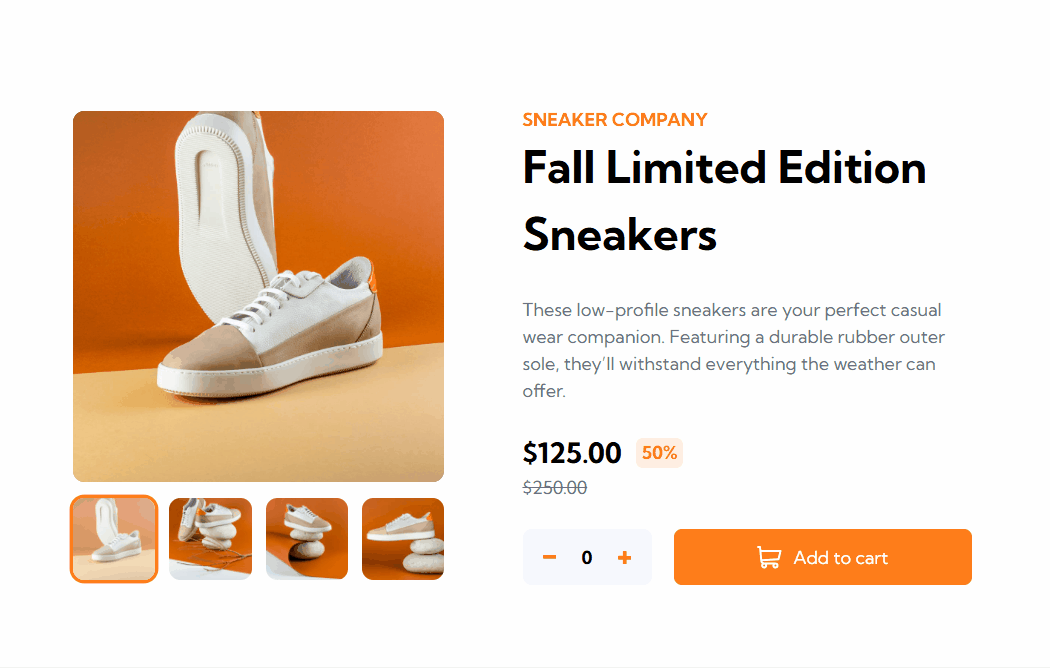 SNEAKER COMPANY
Fall Limited Edition
Sneakers
These low-profile sneakers are your perfect casual
wear companion. Featuring a durable rubber outer
sole, they’ll withstand everything the weather can
offer.
$125.00 50%
$250.00
0
Add to cart